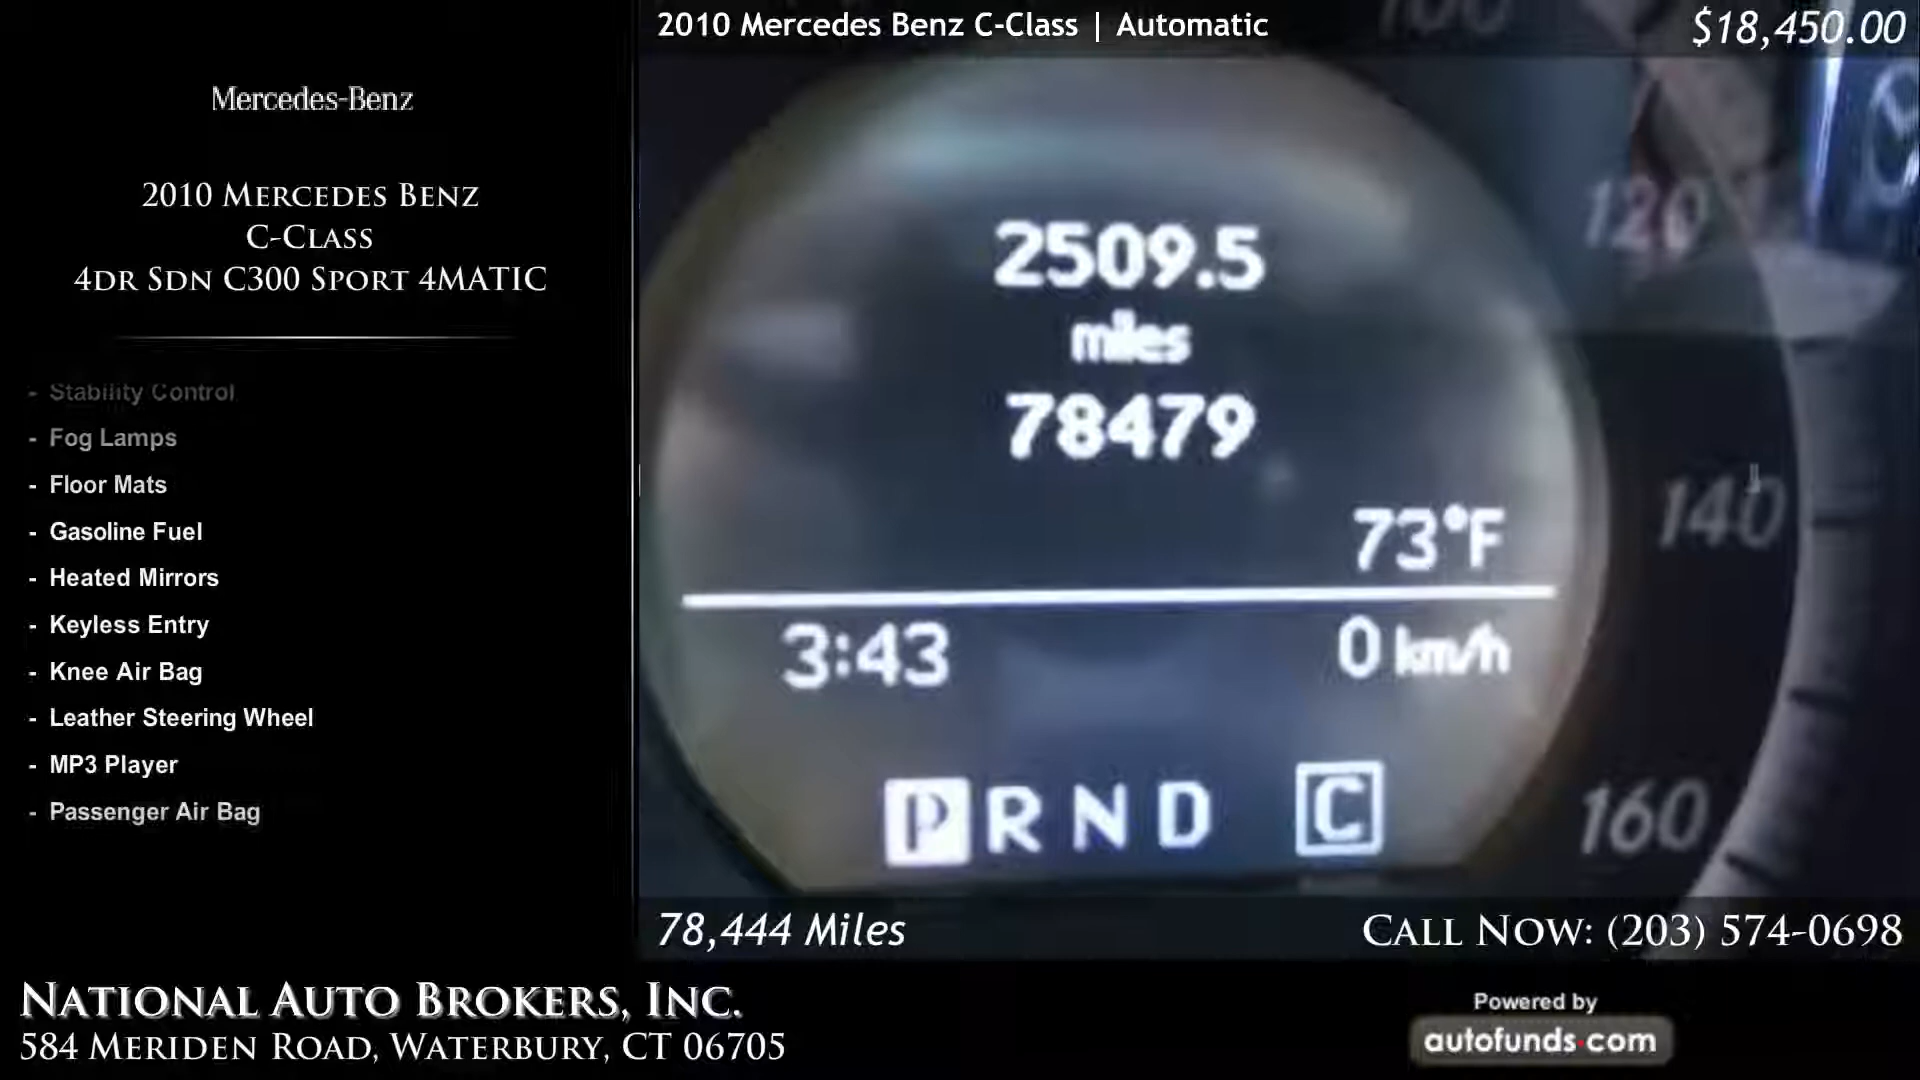 2010 Mercedes Benz C-Class | Automatic
$18,450.00
Mercedes-Benz
2010 Mercedes Benz
C-Class
4dr Sdn C300 Sport 4MATIC
- Stability Control
- Fog Lamps
- Floor Mats
- Gasoline Fuel
- Heated Mirrors
- Keyless Entry
- Knee Air Bag
- Leather Steering Wheel
- MP3 Player
- Passenger Air Bag
100
120
140
160
2509.5
miles
78479
73°F
3:43
0 km/h
P R N D C
78,444 Miles
Call Now: (203) 574-0698
National Auto Brokers, Inc.
584 Meriden Road, Waterbury, CT 06705
Powered by
autofunds.com